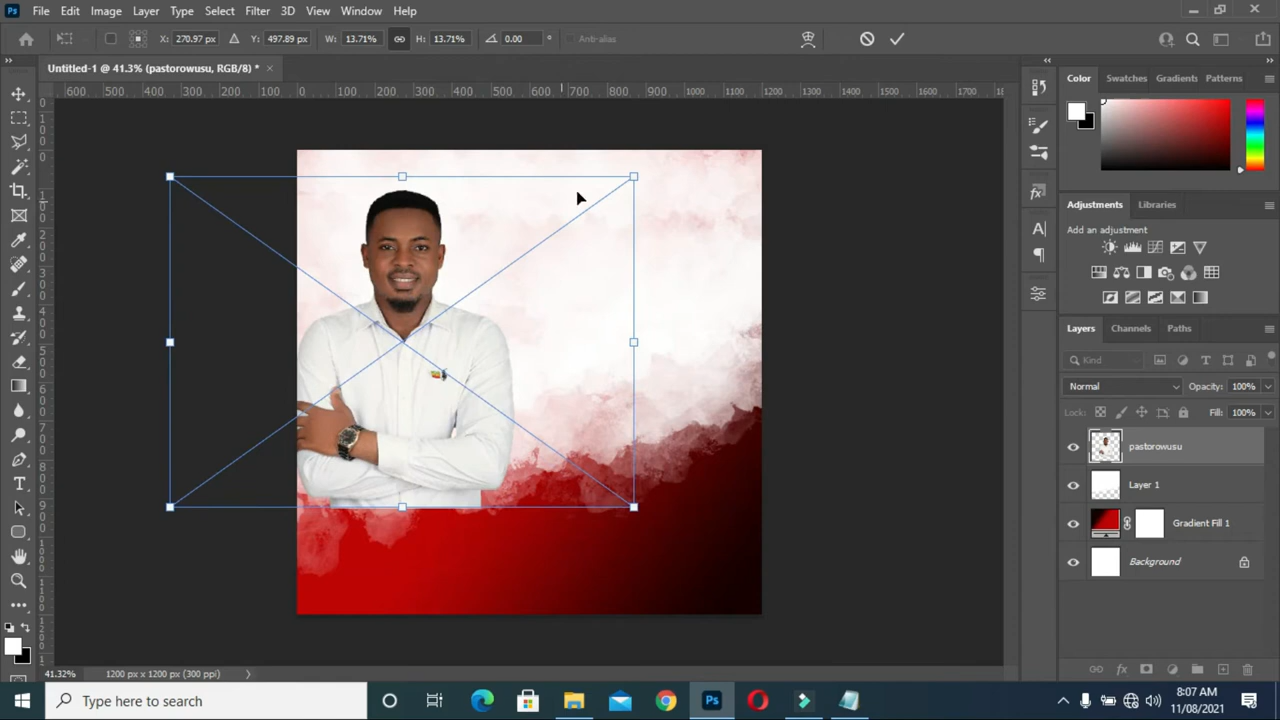 Ps File Edit Image Layer Type Select Filter 3D View Window Help
X: 270.97 px Y: 497.89 px W: 13.71% H: 13.71% 0.00 ° Anti-alias
Untitled-1 @ 41.3% (pastorowusu, RGB/8) * ×
600 500 400 300 200 100 0 100 200 300 400 500 600 700 800 900 1000 1100 1200 1300 1400 1500 1600 1700
Color Swatches Gradients Patterns
Adjustments Libraries
Add an adjustment
fx
A
Layers Channels Paths
Kind
Normal Opacity: 100%
Lock: Fill: 100%
pastorowusu
Layer 1
Gradient Fill 1
Background
fx
41.32% 1200 px x 1200 px (300 ppi)
Type here to search
Ps
8:07 AM
11/08/2021